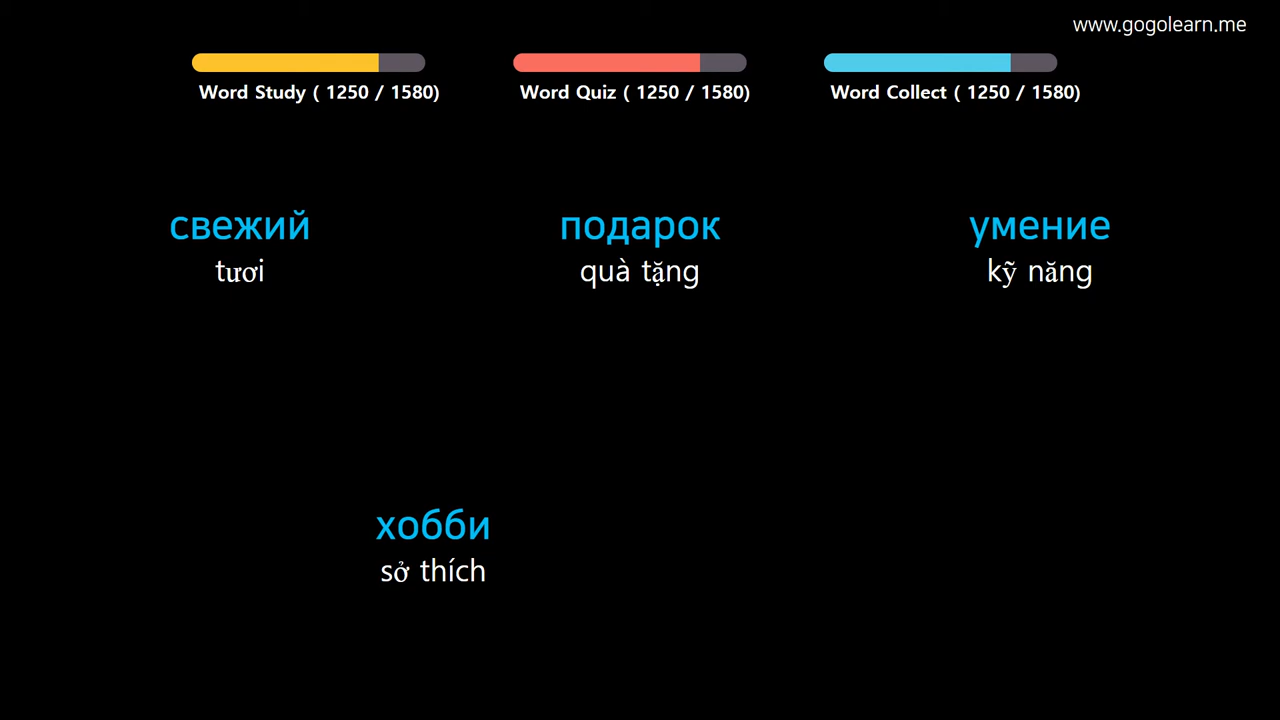 www.gogolearn.me
Word Study ( 1250 / 1580)
Word Quiz ( 1250 / 1580)
Word Collect ( 1250 / 1580)
свежий
tươi
подарок
quà tặng
умение
kỹ năng
хобби
sở thích